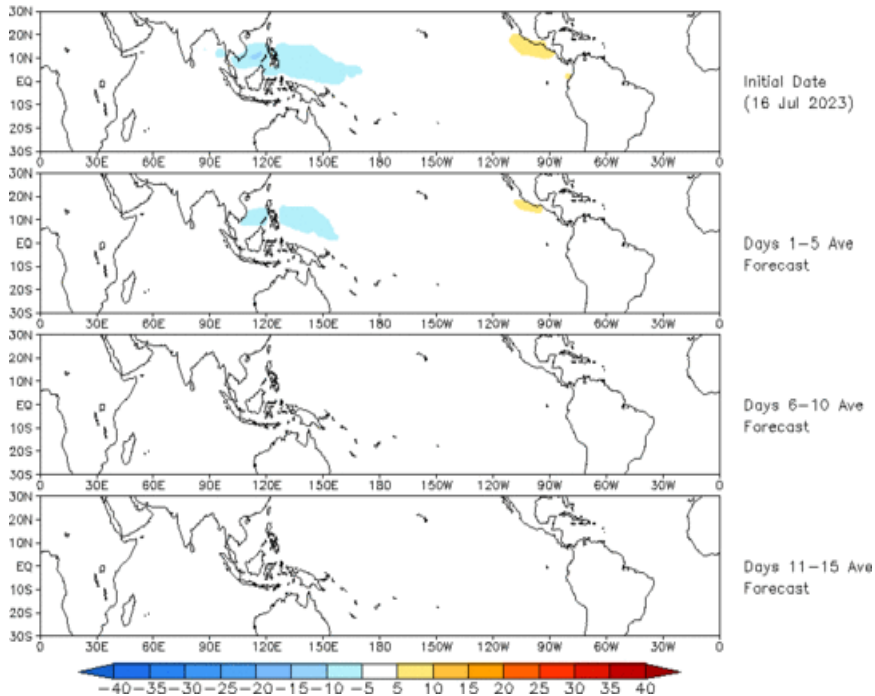 30N
20N
10N
EQ
10S
20S
30S
0 30E 60E 90E 120E 150E 180 150W 120W 90W 60W 30W 0
Initial Date
(16 Jul 2023)
30N
20N
10N
EQ
10S
20S
30S
0 30E 60E 90E 120E 150E 180 150W 120W 90W 60W 30W 0
Days 1-5 Ave
Forecast
30N
20N
10N
EQ
10S
20S
30S
0 30E 60E 90E 120E 150E 180 150W 120W 90W 60W 30W 0
Days 6-10 Ave
Forecast
30N
20N
10N
EQ
10S
20S
30S
0 30E 60E 90E 120E 150E 180 150W 120W 90W 60W 30W 0
Days 11-15 Ave
Forecast
-40 -35 -30 -25 -20 -15 -10 -5 5 10 15 20 25 30 35 40